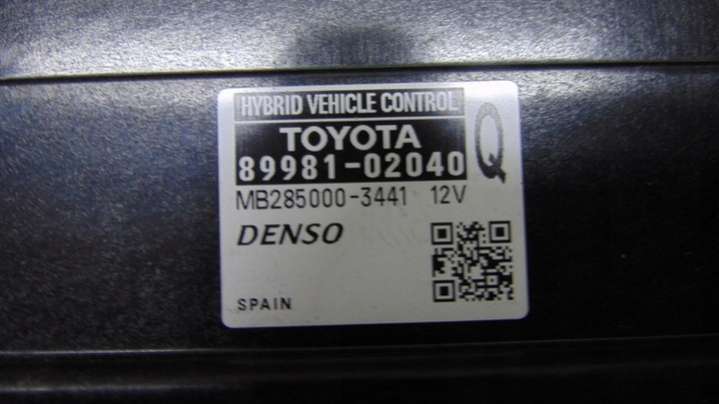 HYBRID VEHICLE CONTROL
TOYOTA
89981-02040
Q
MB285000-3441 12V
DENSO
SPAIN